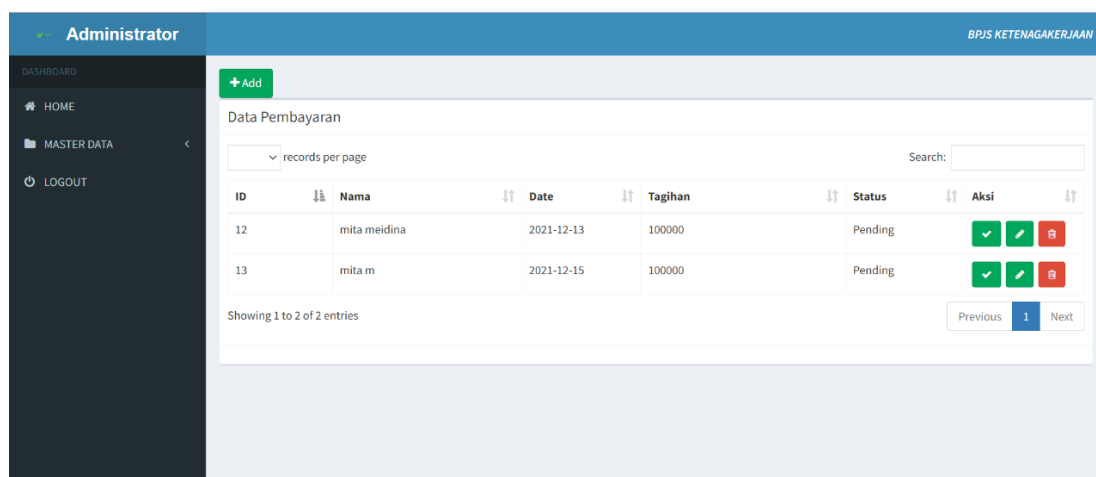 Administrator
BPJS KETENAGAKERJAAN
DASHBOARD
HOME
MASTER DATA
LOGOUT
Add
Data Pembayaran
records per page
Search:
ID Nama Date Tagihan Status Aksi
12 mita meidina 2021-12-13 100000 Pending
13 mita m 2021-12-15 100000 Pending
Showing 1 to 2 of 2 entries
Previous 1 Next